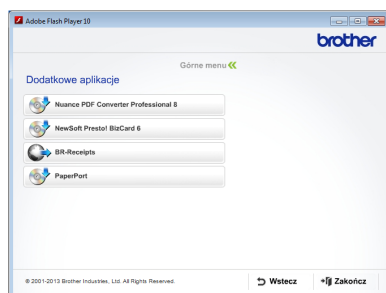 Adobe Flash Player 10
brother
Górne menu
Dodatkowe aplikacje
Nuance PDF Converter Professional 8
NewSoft Presto! BizCard 6
BR-Receipts
PaperPort
© 2001-2013 Brother Industries, Ltd. All Rights Reserved.
Wstecz
Zakończ